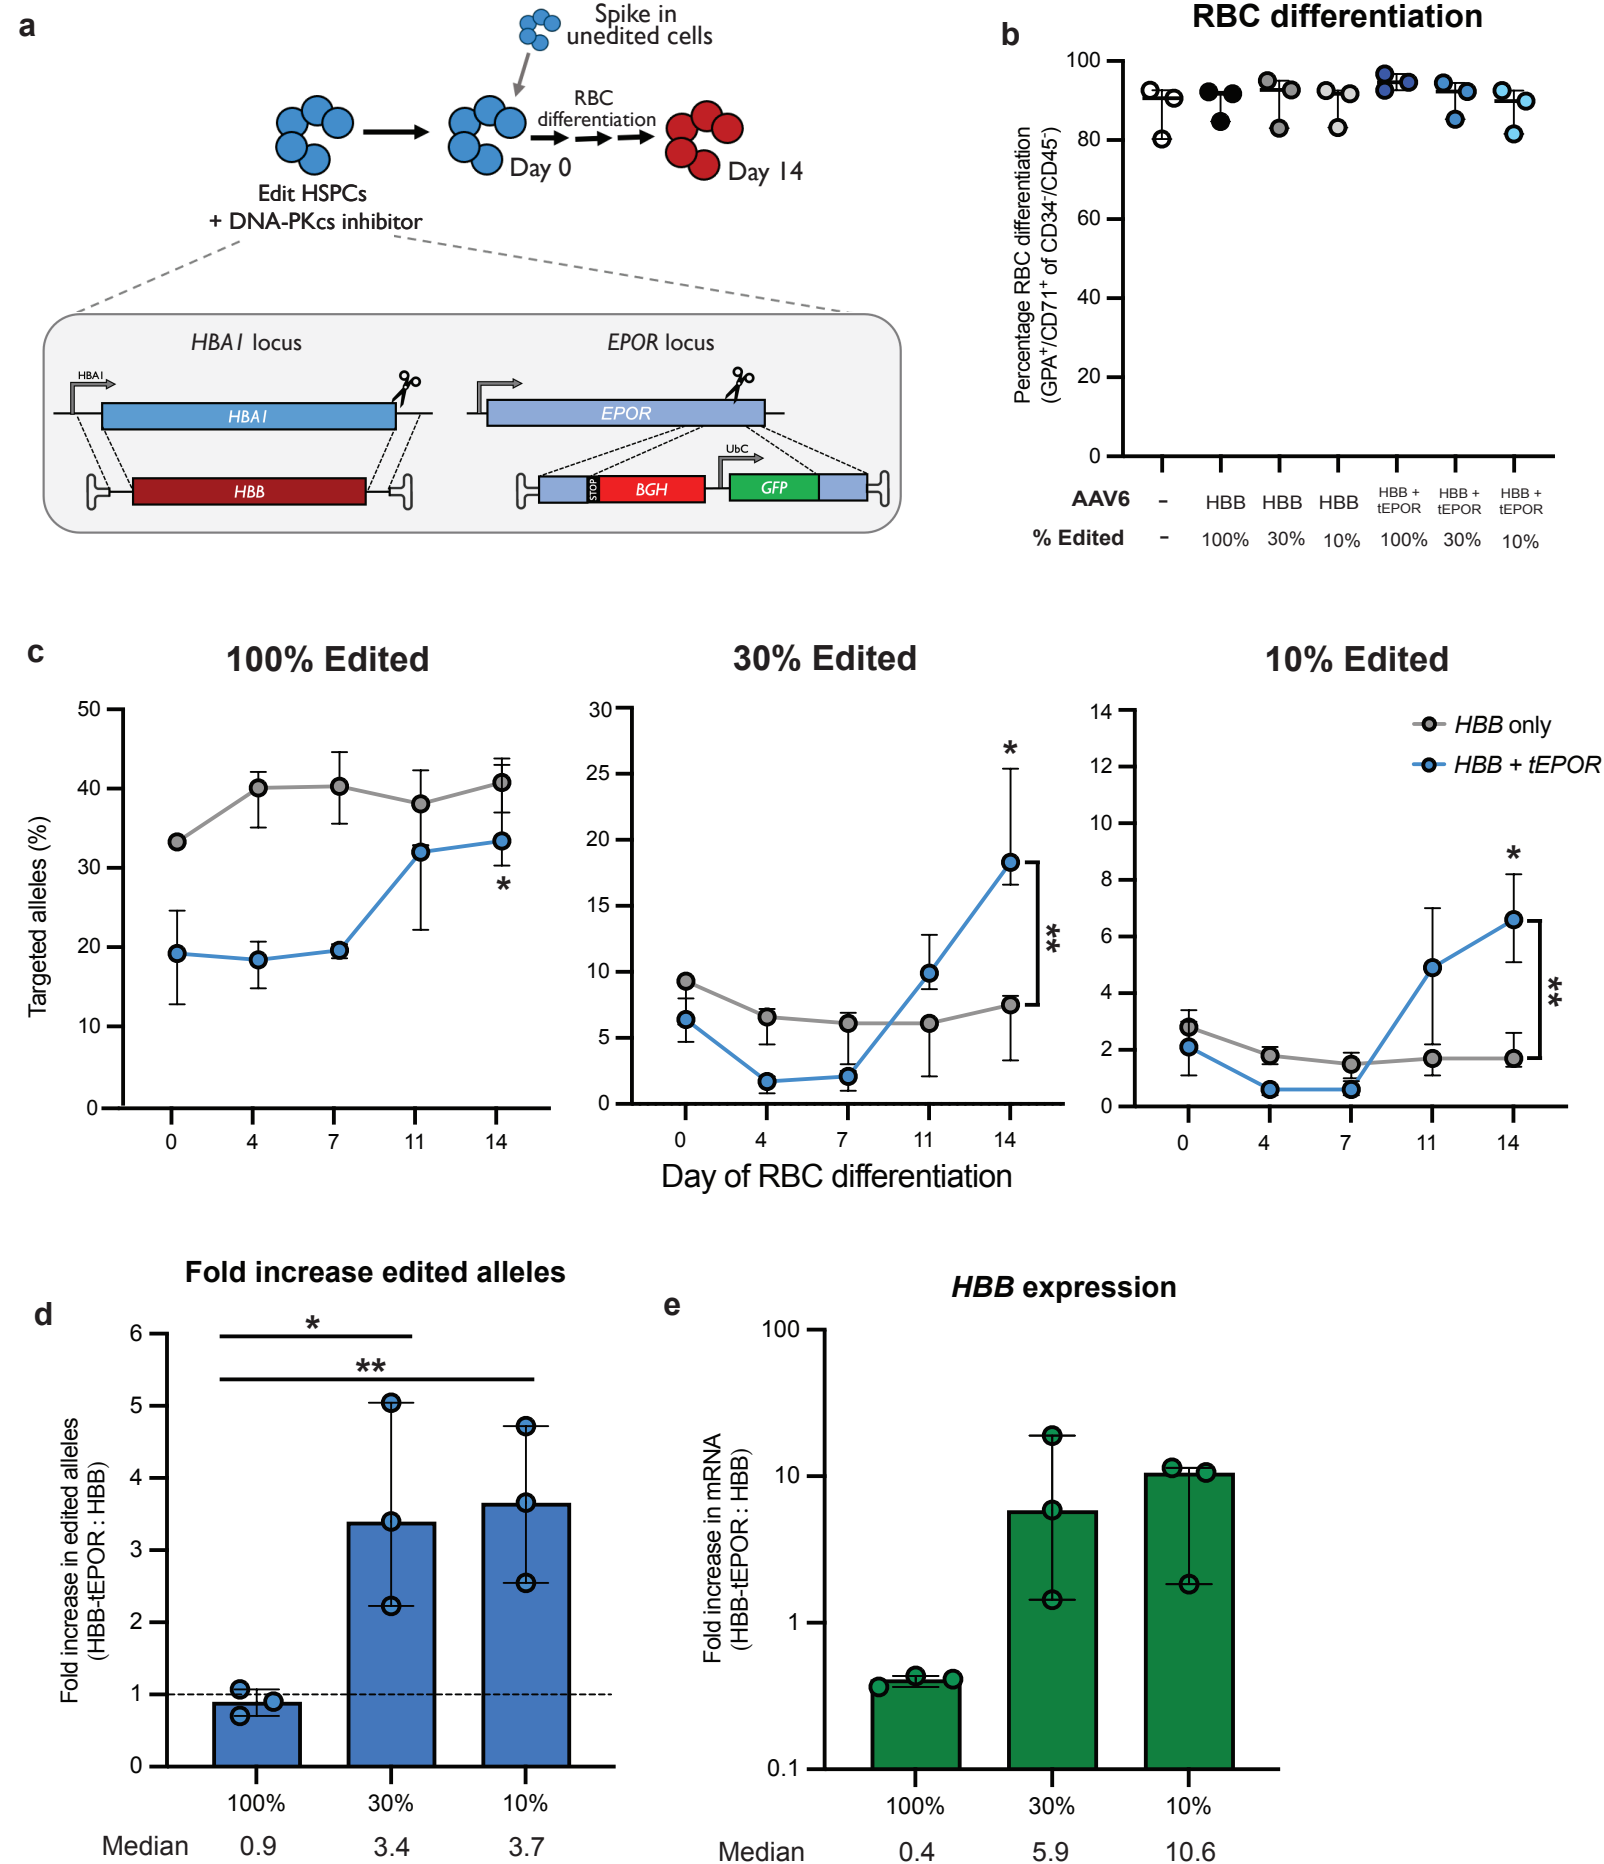 a
Spike in
unedited cells
RBC
differentiation
Day 0
Day 14
Edit HSPCs
+ DNA-PKcs inhibitor
HBA1 locus
EPOR locus
HBA1
HBA1
EPOR
UbC
HBB
STOP
BGH
GFP
b
RBC differentiation
Percentage RBC differentiation
(GPA+/CD71+ of CD34-/CD45-)
100
80
60
40
20
0
AAV6 - HBB HBB HBB HBB + tEPOR HBB + tEPOR HBB + tEPOR
% Edited - 100% 30% 10% 100% 30% 10%
c
100% Edited
30% Edited
10% Edited
Targeted alleles (%)
50
40
30
20
10
0
*
0 4 7 11 14
30
25
20
15
10
5
0
*
**
0 4 7 11 14
14
12
10
8
6
4
2
0
HBB only
HBB + tEPOR
*
**
0 4 7 11 14
Day of RBC differentiation
d
Fold increase edited alleles
Fold increase in edited alleles
(HBB-tEPOR : HBB)
6
5
4
3
2
1
0
*
**
100% 30% 10%
Median 0.9 3.4 3.7
e
HBB expression
Fold increase in mRNA
(HBB-tEPOR : HBB)
100
10
1
0.1
100% 30% 10%
Median 0.4 5.9 10.6